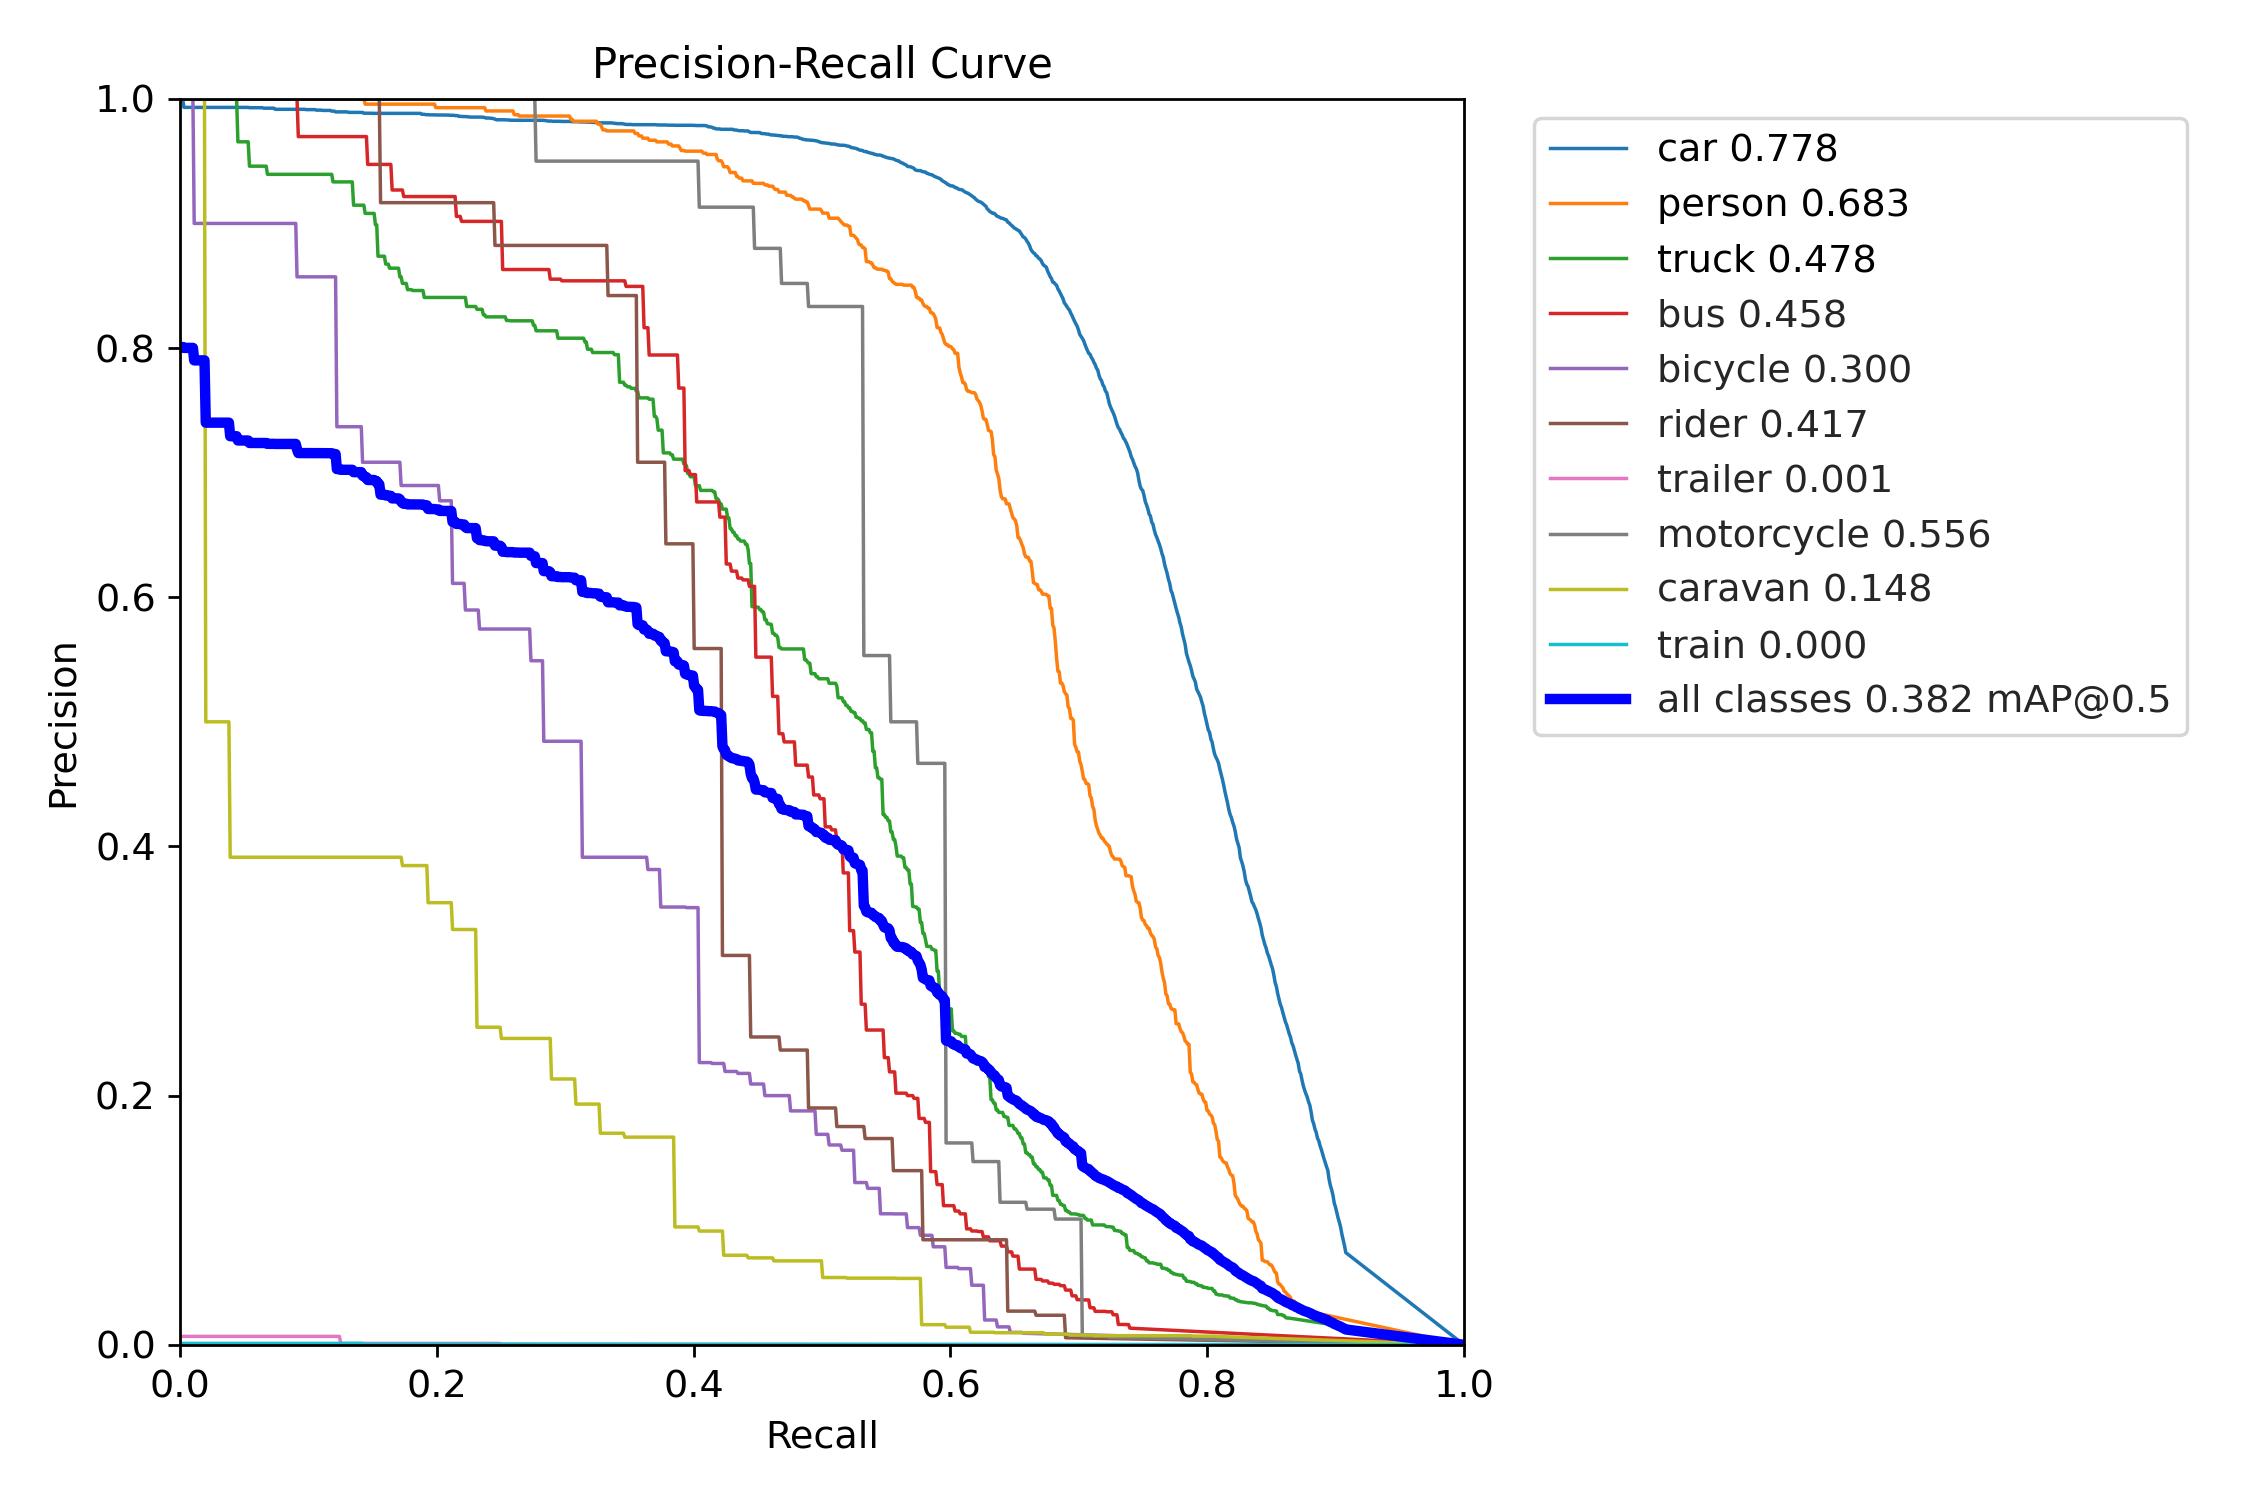 Precision-Recall Curve
1.0
0.8
0.6
0.4
0.2
0.0
Precision
0.0 0.2 0.4 0.6 0.8 1.0
Recall
car 0.778
person 0.683
truck 0.478
bus 0.458
bicycle 0.300
rider 0.417
trailer 0.001
motorcycle 0.556
caravan 0.148
train 0.000
all classes 0.382 mAP@0.5